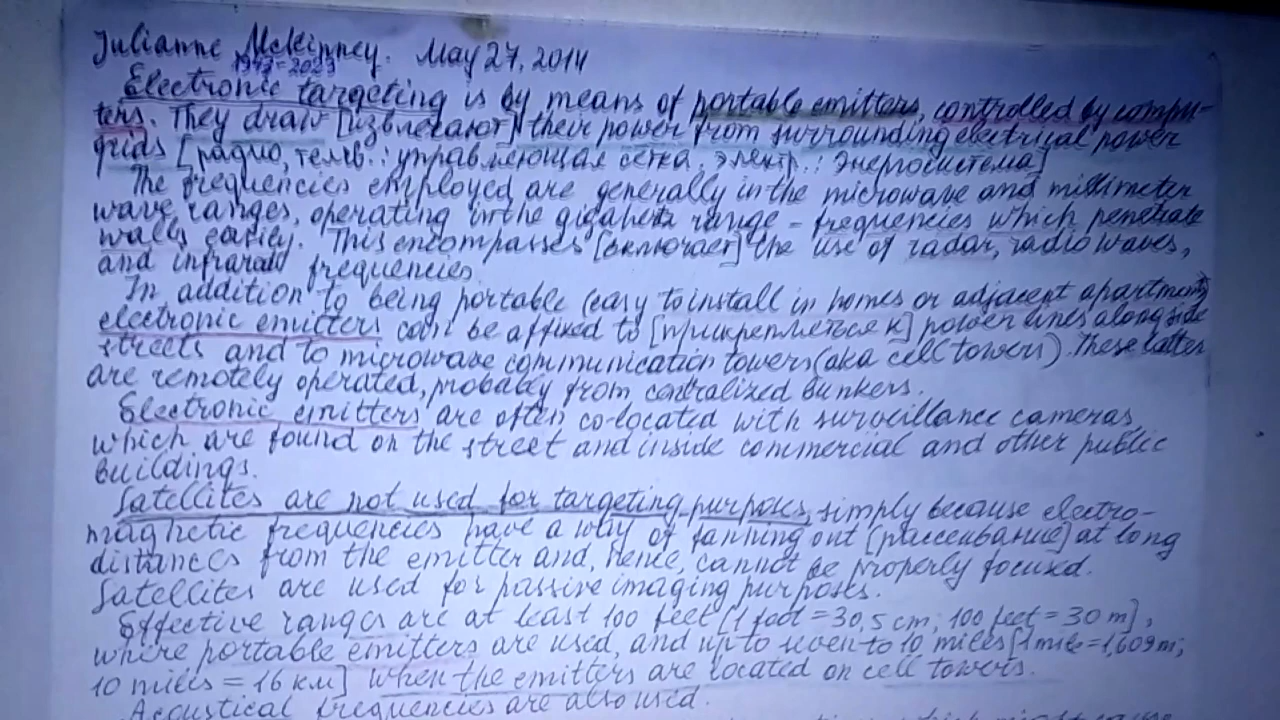 Julianne McKinney. May 27, 2014
1943-2023
Electronic targeting is by means of portable emitters, controlled by compu-
ters. They draw [извлекают] their power from surrounding electrical power
grids [радио, телев.: управляющая сетка, электр.: энергосистема]
The frequencies employed are generally in the microwave and millimeter
wave ranges, operating in the gigahertz range – frequencies which penetrate
walls easily. This encompasses [включает] the use of radar, radio waves,
and infrared frequencies.
In addition to being portable (easy to install in homes or adjacent apartments)
electronic emitters can be affixed to [прикрепляться к] power lines alongside
streets and to microwave communication towers (aka cell towers). These latter
are remotely operated, probably from centralized bunkers.
Electronic emitters are often co-located with surveillance cameras,
which are found on the street and inside commercial and other public
buildings.
Satellites are not used for targeting purposes, simply because electro-
magnetic frequencies have a way of fanning out [рассеивание] at long
distances from the emitter and, hence, cannot be properly focused.
Satellites are used for passive imaging purposes.
Effective ranges are at least 100 feet [1 foot = 30,5 cm; 100 feet = 30 m],
where portable emitters are used, and up to seven to 10 miles [1 mile = 1,609 m;
10 miles = 16 км] when the emitters are located on cell towers.
Acoustical frequencies are also used.